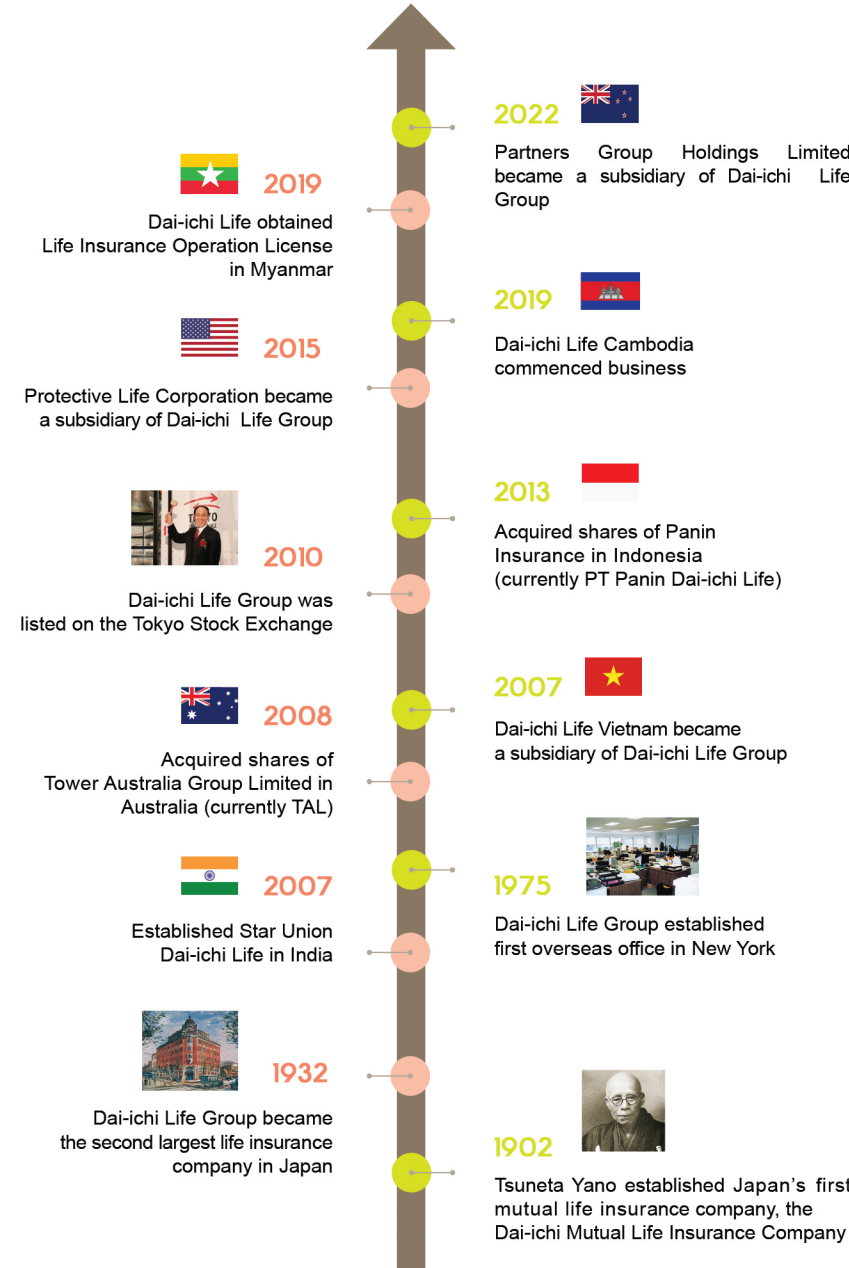 2022
Partners Group Holdings Limited
became a subsidiary of Dai-ichi Life
Group
2019
Dai-ichi Life obtained
Life Insurance Operation License
in Myanmar
2019
Dai-ichi Life Cambodia
commenced business
2015
Protective Life Corporation became
a subsidiary of Dai-ichi Life Group
2013
Acquired shares of Panin
Insurance in Indonesia
(currently PT Panin Dai-ichi Life)
2010
Dai-ichi Life Group was
listed on the Tokyo Stock Exchange
2007
Dai-ichi Life Vietnam became
a subsidiary of Dai-ichi Life Group
2008
Acquired shares of
Tower Australia Group Limited in
Australia (currently TAL)
1975
Dai-ichi Life Group established
first overseas office in New York
2007
Established Star Union
Dai-ichi Life in India
1932
Dai-ichi Life Group became
the second largest life insurance
company in Japan
1902
Tsuneta Yano established Japan’s first
mutual life insurance company, the
Dai-ichi Mutual Life Insurance Company